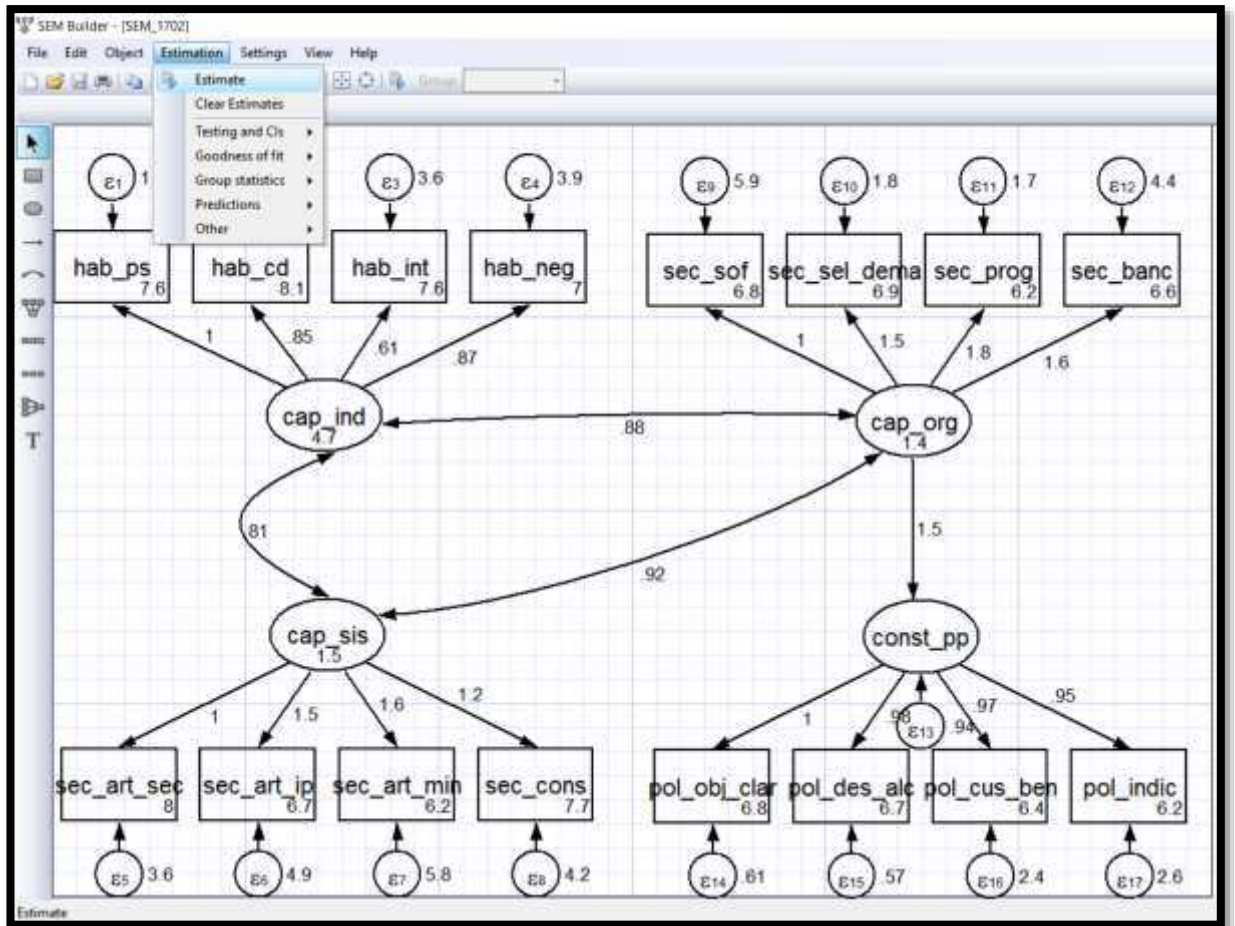 SEM Builder - [SEM_1702]
File Edit Object Estimation Settings View Help
Estimate
Group
Clear Estimates
Testing and CIs
Goodness of fit
Group statistics
Predictions
Other
ε1 1
ε3 3.6
ε4 3.9
ε9 5.9
ε10 1.8
ε11 1.7
ε12 4.4
hab_ps 7.6
hab_cd 8.1
hab_int 7.6
hab_neg 7
sec_sof 6.8
sec_sel_dema 6.9
sec_prog 6.2
sec_banc 6.6
1 .85 .61 .87
1 1.5 1.8 1.6
cap_ind 4.7
.88
cap_org 1.4
.81
1.5
.92
cap_sis 1.5
const_pp
1 1.5 1.6 1.2
1 .98 .97 .95
ε13 .94
sec_art_sec 8
sec_art_ip 6.7
sec_art_min 6.2
sec_cons 7.7
pol_obj_clar 6.8
pol_des_alc 6.7
pol_cus_ben 6.4
pol_indic 6.2
ε5 3.6
ε6 4.9
ε7 5.8
ε8 4.2
ε14 .61
ε15 .57
ε16 2.4
ε17 2.6
Estimate